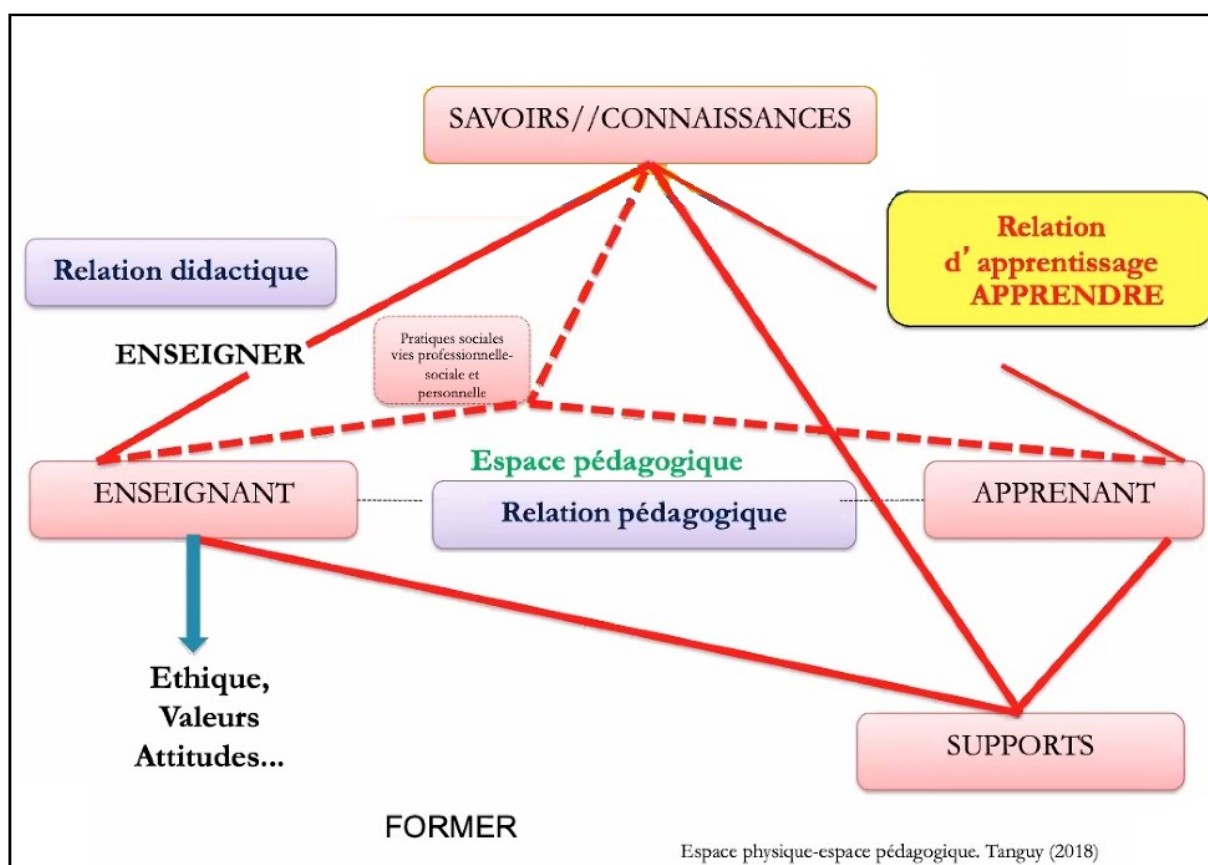 SAVOIRS//CONNAISSANCES
Relation
d’ apprentissage
APPRENDRE
Relation didactique
ENSEIGNER
Pratiques sociales
vies professionnelle-
sociale et
personnelle
Espace pédagogique
ENSEIGNANT
Relation pédagogique
APPRENANT
Ethique,
Valeurs
Attitudes...
SUPPORTS
FORMER
Espace physique-espace pédagogique. Tanguy (2018)